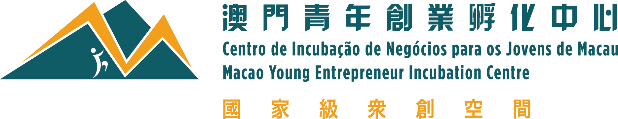 澳門青年創業孵化中心
Centro de Incubação de Negócios para os Jovens de Macau
Macao Young Entrepreneur Incubation Centre
國家級衆創空間